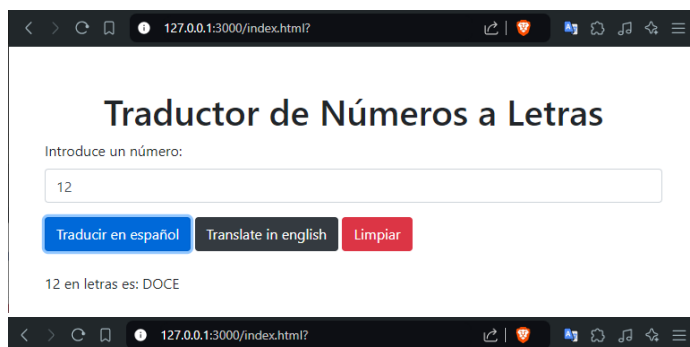 127.0.0.1:3000/index.html?
Traductor de Números a Letras
Introduce un número:
12
Traducir en español Translate in english Limpiar
12 en letras es: DOCE
127.0.0.1:3000/index.html?